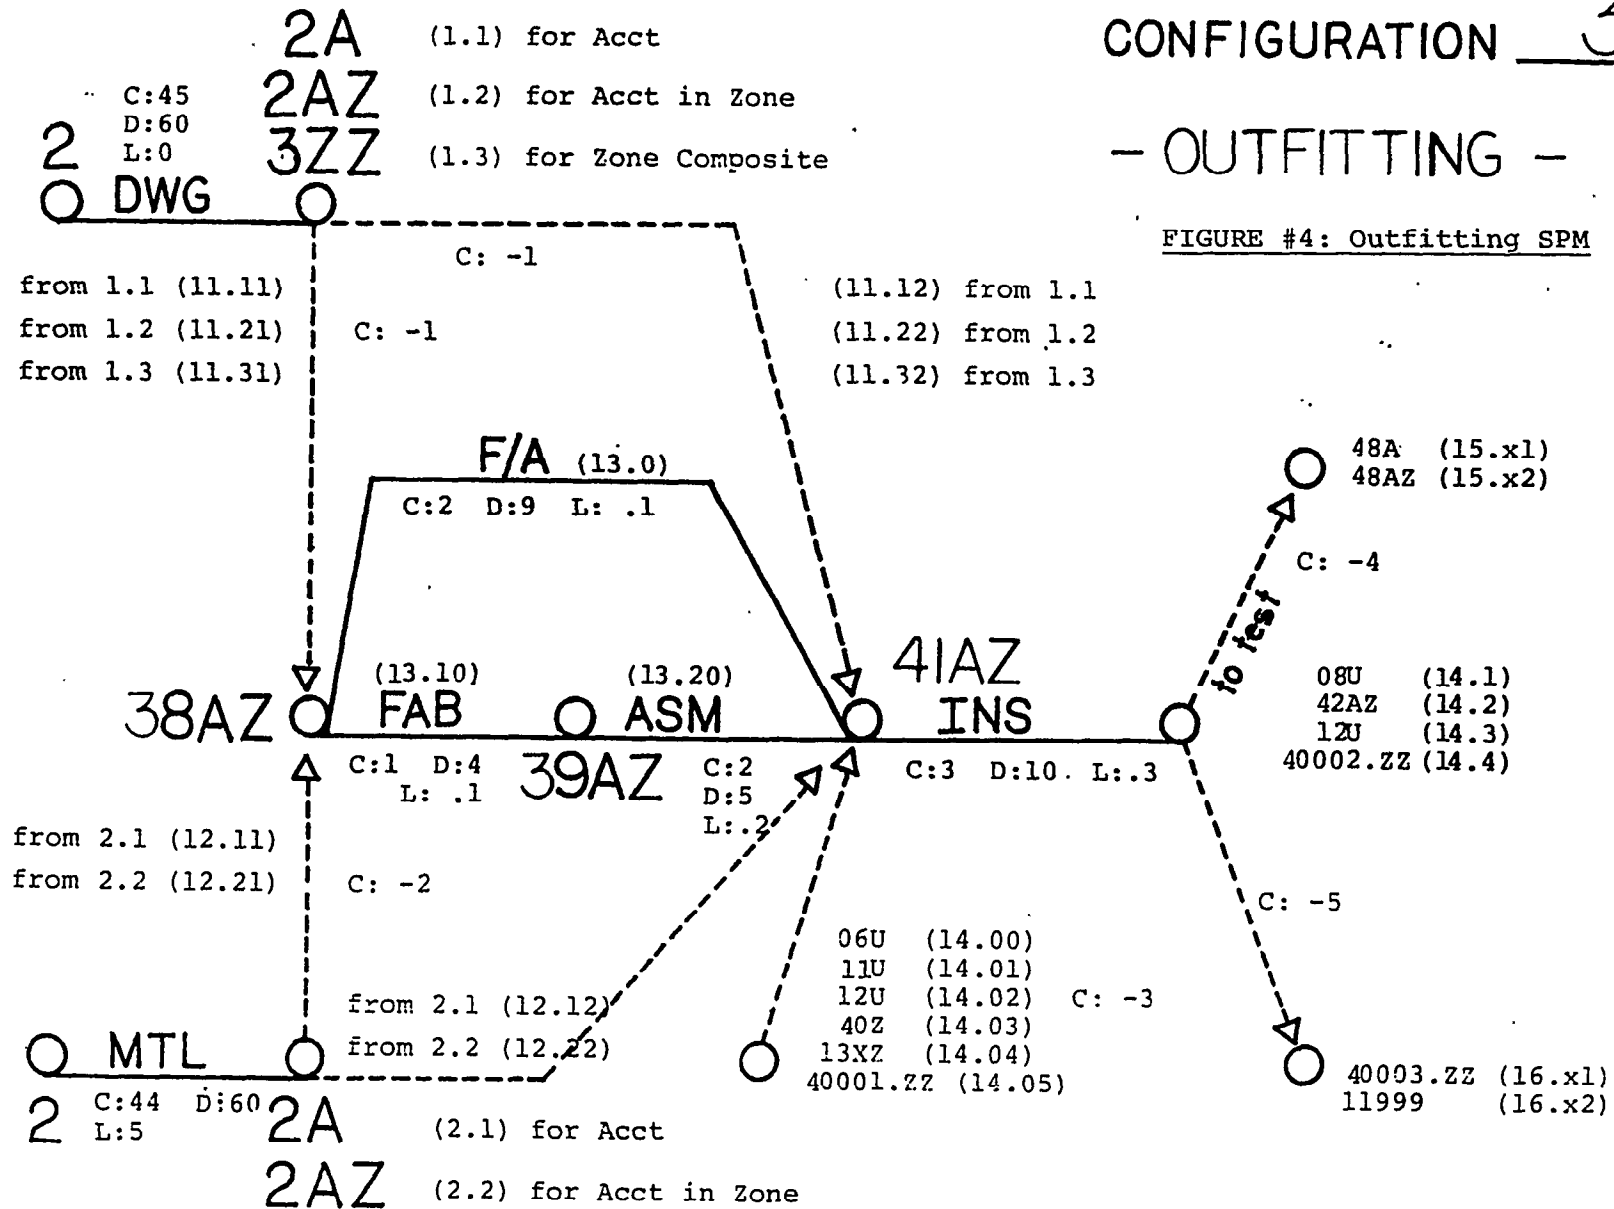 2A (1.1) for Acct
CONFIGURATION 3
2AZ (1.2) for Acct in Zone
C:45
D:60
L:0
3ZZ (1.3) for Zone Composite
- OUTFITTING -
2 DWG
FIGURE #4: Outfitting SPM
C: -1
from 1.1 (11.11)
from 1.2 (11.21)
from 1.3 (11.31)
C: -1
(11.12) from 1.1
(11.22) from 1.2
(11.32) from 1.3
F/A (13.0)
C:2 D:9 L: .1
48A (15.x1)
48AZ (15.x2)
C: -4
to test
38AZ
(13.10)
FAB
(13.20)
ASM
41AZ
INS
08U (14.1)
42AZ (14.2)
12U (14.3)
40002.ZZ (14.4)
C:1 D:4
L: .1
39AZ
C:2
D:5
L:.2
C:3 D:10. L:.3
from 2.1 (12.11)
from 2.2 (12.21)
C: -2
C: -5
06U (14.00)
11U (14.01)
12U (14.02)
40Z (14.03)
13XZ (14.04)
40001.ZZ (14.05)
C: -3
from 2.1 (12.12)
from 2.2 (12.22)
MTL
40003.ZZ (16.x1)
11999 (16.x2)
2
C:44 D:60
L:5
2A (2.1) for Acct
2AZ (2.2) for Acct in Zone